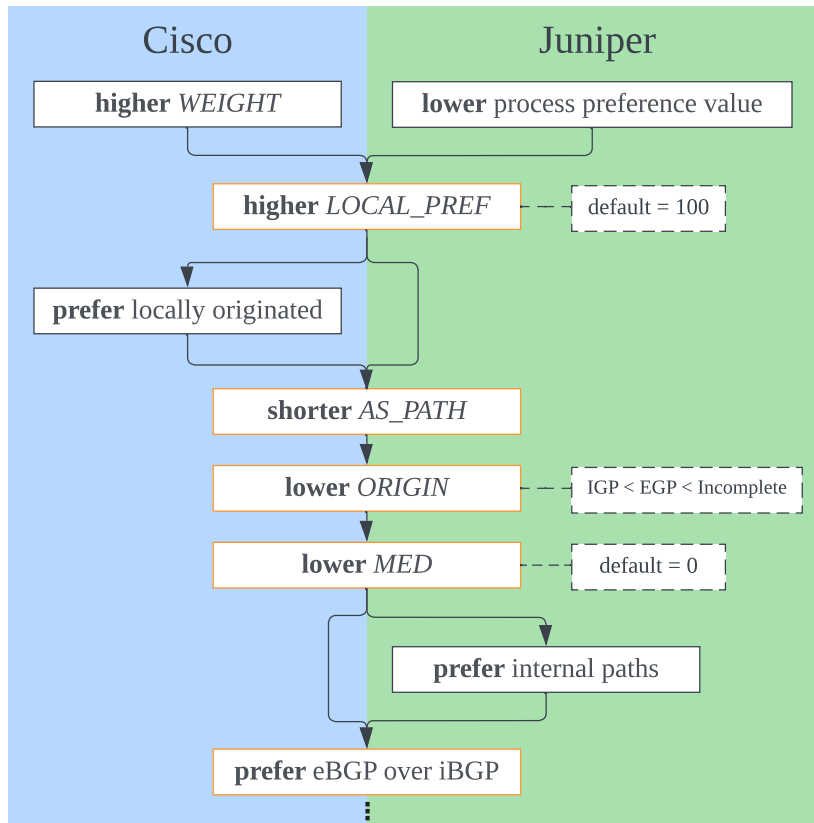 Cisco
Juniper
higher WEIGHT
lower process preference value
higher LOCAL_PREF
default = 100
prefer locally originated
shorter AS_PATH
lower ORIGIN
IGP < EGP < Incomplete
lower MED
default = 0
prefer internal paths
prefer eBGP over iBGP